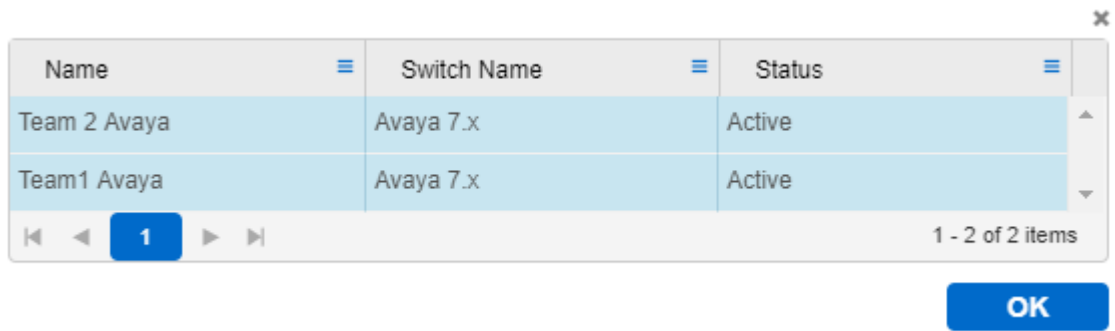 Name Switch Name Status
Team 2 Avaya Avaya 7.x Active
Team1 Avaya Avaya 7.x Active
1 1 - 2 of 2 items
OK